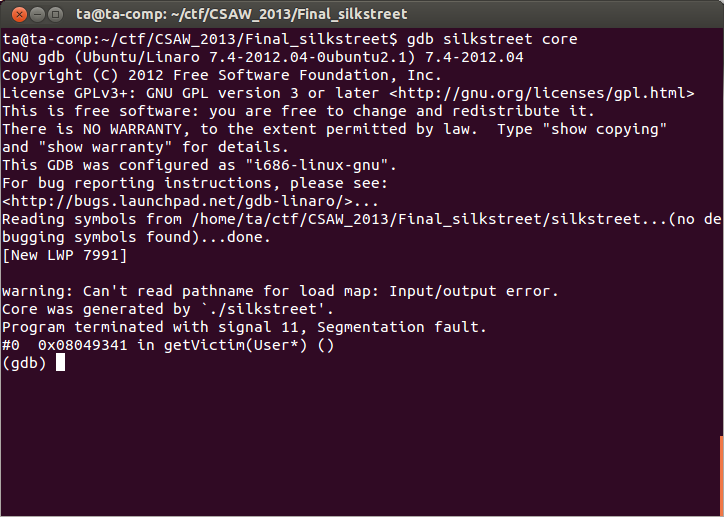 ta@ta-comp: ~/ctf/CSAW_2013/Final_silkstreet
ta@ta-comp:~/ctf/CSAW_2013/Final_silkstreet$ gdb silkstreet core
GNU gdb (Ubuntu/Linaro 7.4-2012.04-0ubuntu2.1) 7.4-2012.04
Copyright (C) 2012 Free Software Foundation, Inc.
License GPLv3+: GNU GPL version 3 or later <http://gnu.org/licenses/gpl.html>
This is free software: you are free to change and redistribute it.
There is NO WARRANTY, to the extent permitted by law.  Type "show copying"
and "show warranty" for details.
This GDB was configured as "i686-linux-gnu".
For bug reporting instructions, please see:
<http://bugs.launchpad.net/gdb-linaro/>...
Reading symbols from /home/ta/ctf/CSAW_2013/Final_silkstreet/silkstreet...(no de
bugging symbols found)...done.
[New LWP 7991]
warning: Can't read pathname for load map: Input/output error.
Core was generated by `./silkstreet'.
Program terminated with signal 11, Segmentation fault.
#0  0x08049341 in getVictim(User*) ()
(gdb)